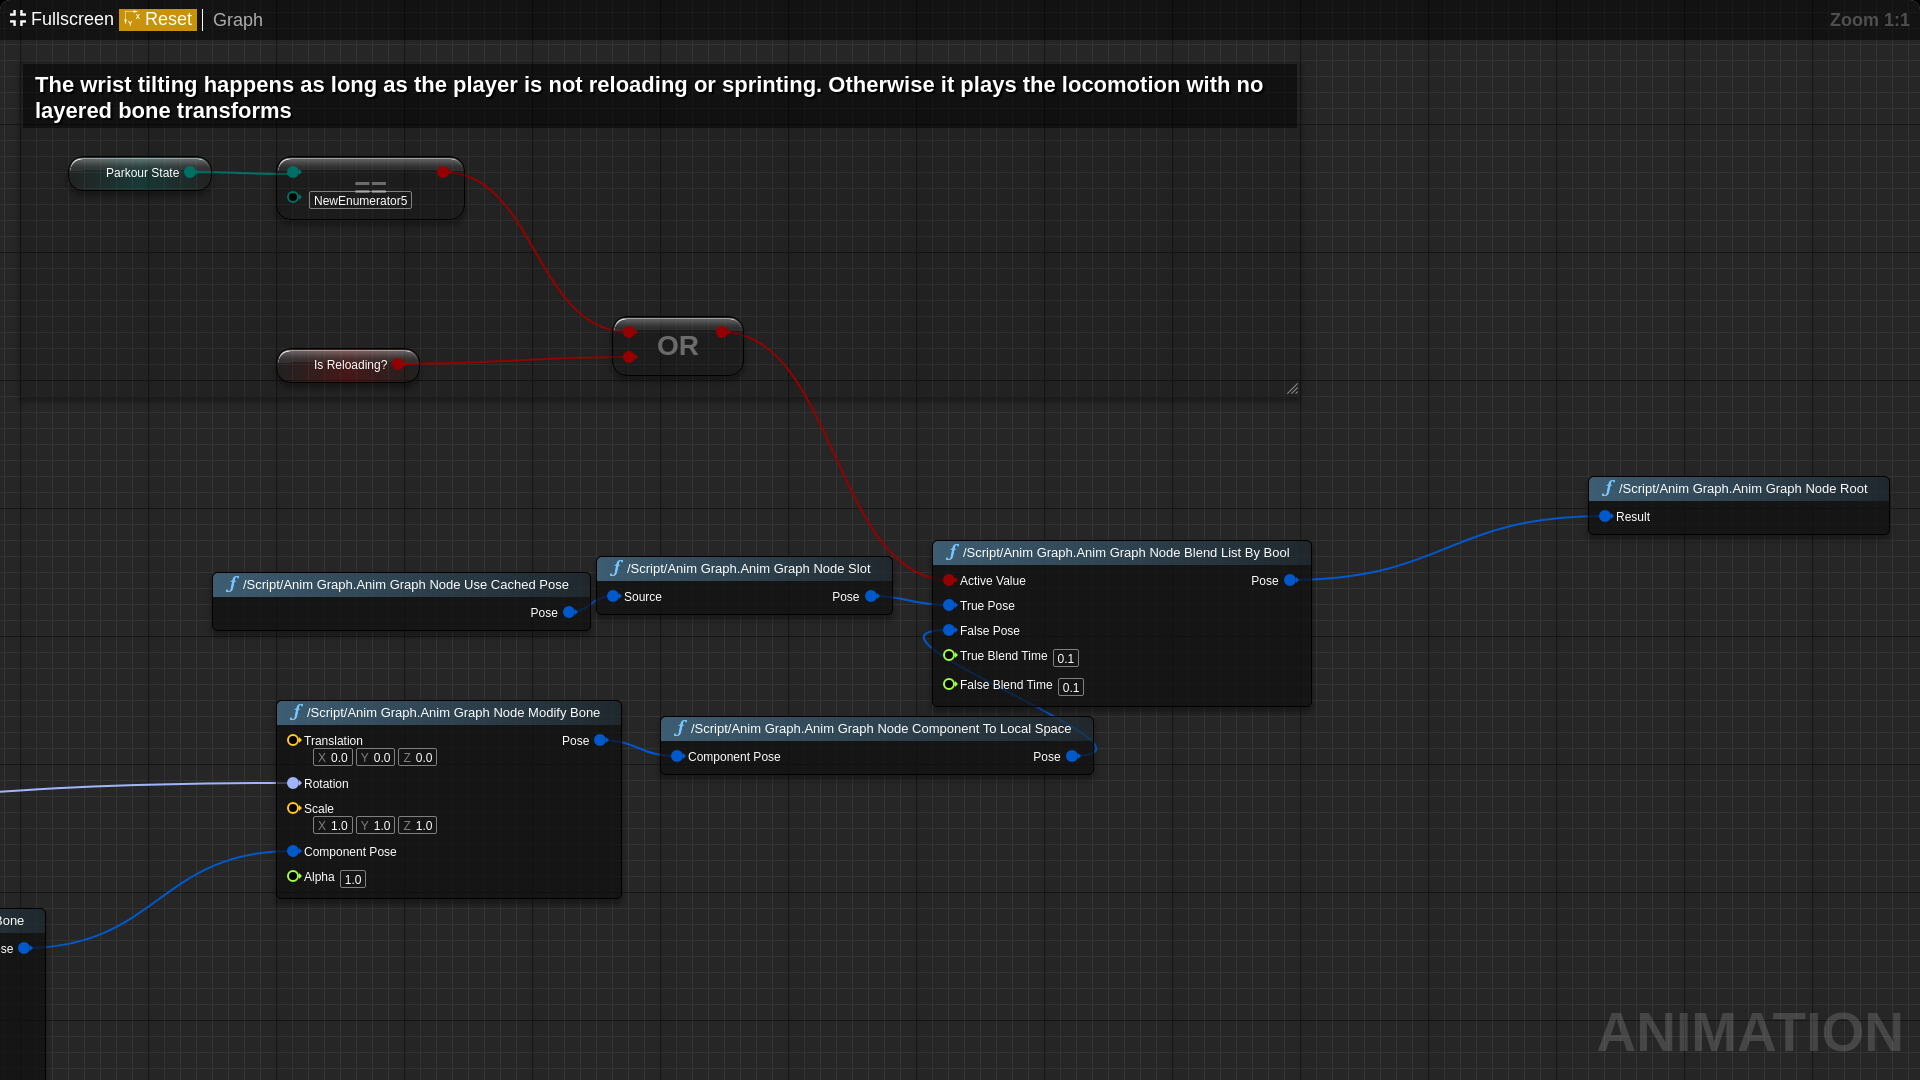 Fullscreen Reset Graph
Zoom 1:1
The wrist tilting happens as long as the player is not reloading or sprinting. Otherwise it plays the locomotion with no
layered bone transforms
Parkour State
==
NewEnumerator5
Is Reloading?
OR
/Script/Anim Graph.Anim Graph Node Root
Result
/Script/Anim Graph.Anim Graph Node Use Cached Pose
Pose
/Script/Anim Graph.Anim Graph Node Slot
Source Pose
/Script/Anim Graph.Anim Graph Node Blend List By Bool
Active Value Pose
True Pose
False Pose
True Blend Time 0.1
False Blend Time 0.1
/Script/Anim Graph.Anim Graph Node Modify Bone
Translation Pose
X 0.0 Y 0.0 Z 0.0
Rotation
Scale
X 1.0 Y 1.0 Z 1.0
Component Pose
Alpha 1.0
/Script/Anim Graph.Anim Graph Node Component To Local Space
Component Pose Pose
Bone
se
ANIMATION